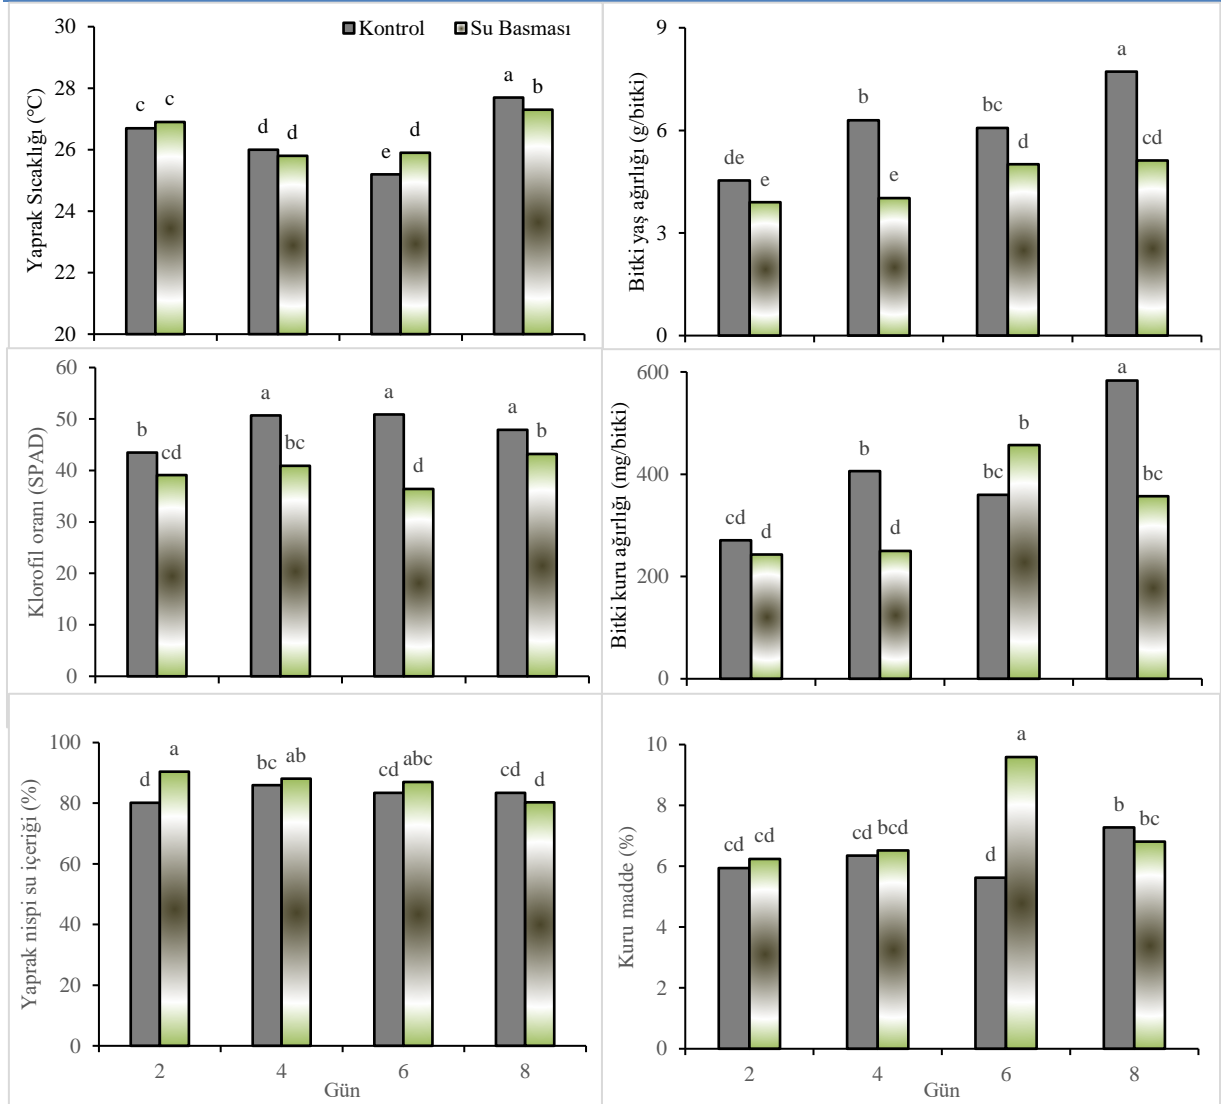 30
28
26
24
22
20
Yaprak Sıcaklığı (°C)
Kontrol
Su Basması
c c d d e d a b
9
6
3
0
Bitki yaş ağırlığı (g/bitki)
de e b e bc d a cd
60
50
40
30
20
10
0
Klorofil oranı (SPAD)
b cd a bc a d a b
600
400
200
0
Bitki kuru ağırlığı (mg/bitki)
cd d b d bc b a bc
100
80
60
40
20
0
Yaprak nispi su içeriği (%)
d a bc ab cd abc cd d
2 4 6 8
Gün
10
8
6
4
2
0
Kuru madde (%)
cd cd cd bcd d a b bc
2 4 6 8
Gün